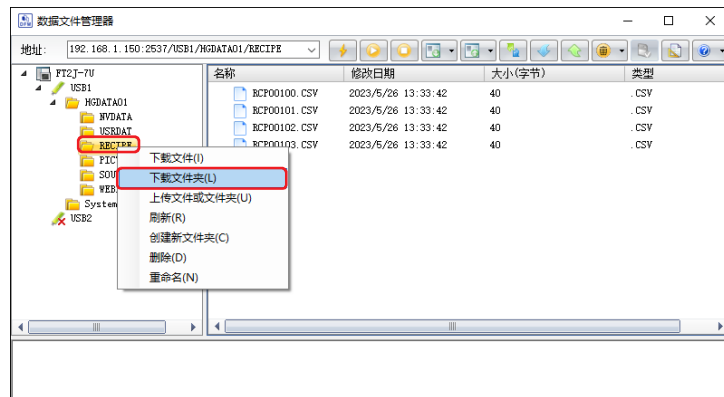 数据文件管理器
地址: 192.168.1.150:2537/USB1/HGDATA01/RECIPE
FT2J-7U
USB1
HGDATA01
NVDATA
USRDAT
RECIPE
System
USB2
名称 修改日期 大小(字节) 类型
RCP00100.CSV 2023/5/26 13:33:42 40 .CSV
RCP00101.CSV 2023/5/26 13:33:42 40 .CSV
RCP00102.CSV 2023/5/26 13:33:42 40 .CSV
RCP00103.CSV 2023/5/26 13:33:42 40 .CSV
下载文件(I)
下载文件夹(L)
上传文件或文件夹(U)
刷新(R)
创建新文件夹(C)
删除(D)
重命名(N)